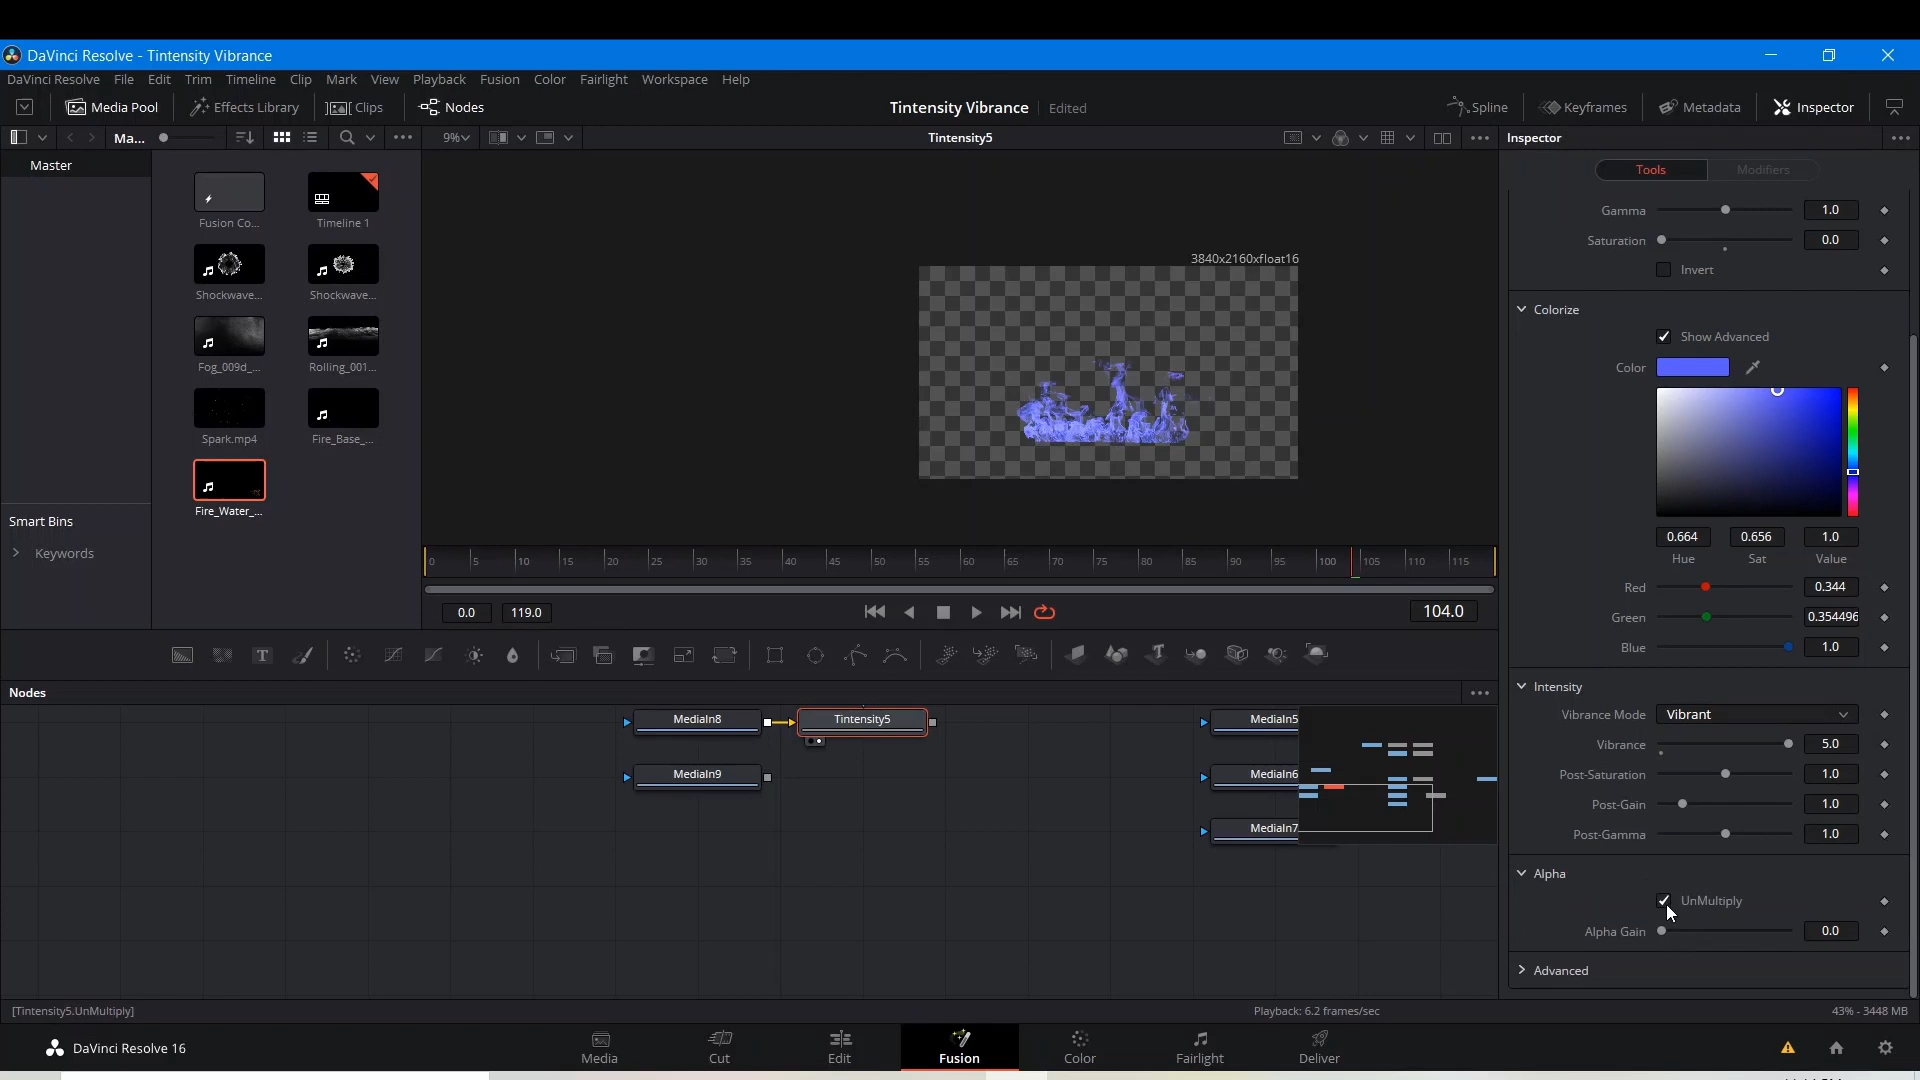 DaVinci Resolve - Tintensity Vibrance
DaVinci Resolve File Edit Trim Timeline Clip Mark View Playback Fusion Color Fairlight Workspace Help
Media Pool Effects Library Clips Nodes Tintensity Vibrance Edited Spline Keyframes Metadata Inspector
Ma... 9% Tintensity5 Inspector
Master
Tools Modifiers
Fusion Co... Timeline 1
Shockwave... Shockwave...
Fog_009d_... Rolling_001...
Spark.mp4 Fire_Base_...
Fire_Water_...
Smart Bins
Keywords
3840x2160xfloat16
0 5 10 15 20 25 30 35 40 45 50 55 60 65 70 75 80 85 90 95 100 105 110 115
0.0 119.0 104.0
Gamma 1.0
Saturation 0.0
Invert
Colorize
Show Advanced
Color
0.664 0.656 1.0
Hue Sat Value
Red 0.344
Green 0.354496
Blue 1.0
Intensity
Vibrance Mode Vibrant
Vibrance 5.0
Post-Saturation 1.0
Post-Gain 1.0
Post-Gamma 1.0
Alpha
UnMultiply
Alpha Gain 0.0
Advanced
Nodes
MediaIn8 Tintensity5 MediaIn5
MediaIn9 MediaIn6
MediaIn7
[Tintensity5.UnMultiply] Playback: 6.2 frames/sec 43% - 3448 MB
DaVinci Resolve 16 Media Cut Edit Fusion Color Fairlight Deliver